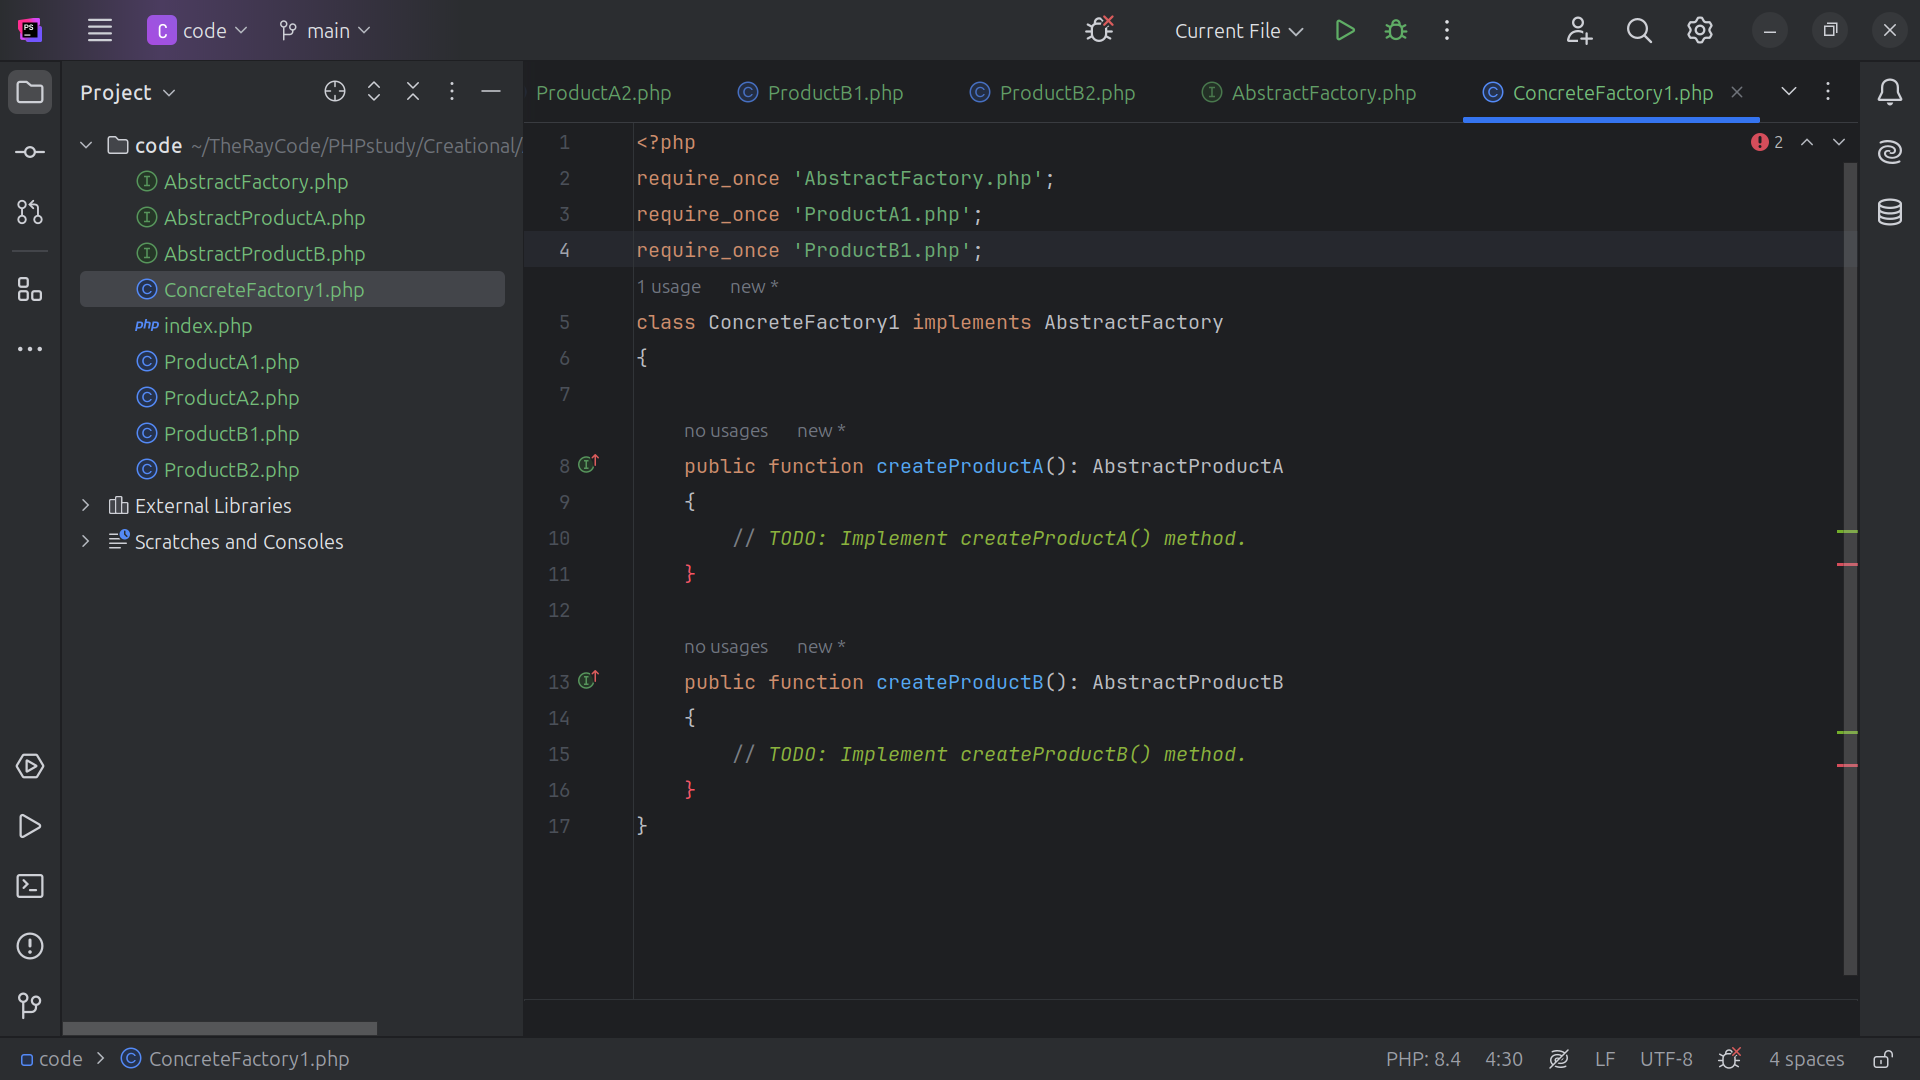 PS
C code
main
Current File
Project
code ~/TheRayCode/PHPstudy/Creational/
AbstractFactory.php
AbstractProductA.php
AbstractProductB.php
ConcreteFactory1.php
php index.php
ProductA1.php
ProductA2.php
ProductB1.php
ProductB2.php
External Libraries
Scratches and Consoles
ProductA2.php
ProductB1.php
ProductB2.php
AbstractFactory.php
ConcreteFactory1.php
2
1 <?php
2 require_once 'AbstractFactory.php';
3 require_once 'ProductA1.php';
4 require_once 'ProductB1.php';
1 usage new *
5 class ConcreteFactory1 implements AbstractFactory
6 {
7
no usages new *
8 public function createProductA(): AbstractProductA
9 {
10 // TODO: Implement createProductA() method.
11 }
12
no usages new *
13 public function createProductB(): AbstractProductB
14 {
15 // TODO: Implement createProductB() method.
16 }
17 }
code > ConcreteFactory1.php
PHP: 8.4
4:30
LF
UTF-8
4 spaces